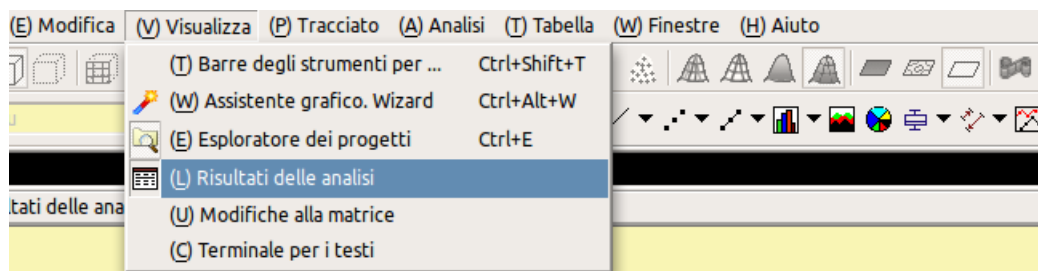 (E) Modifica (V) Visualizza (P) Tracciato (A) Analisi (T) Tabella (W) Finestre (H) Aiuto
(T) Barre degli strumenti per ... Ctrl+Shift+T
(W) Assistente grafico. Wizard Ctrl+Alt+W
(E) Esploratore dei progetti Ctrl+E
(L) Risultati delle analisi
tati delle ana
(U) Modifiche alla matrice
(C) Terminale per i testi